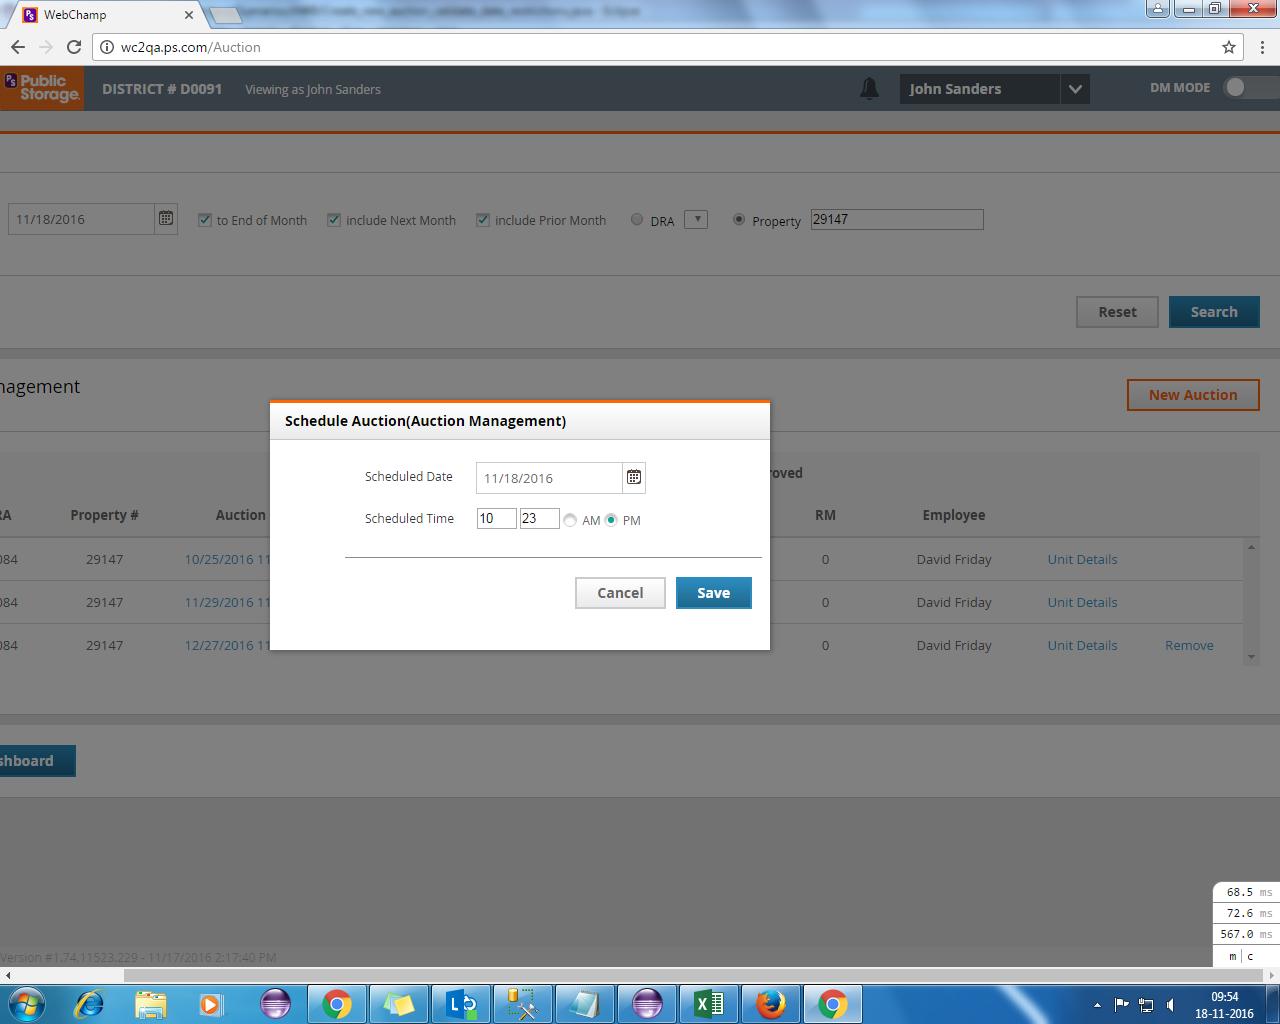 WebChamp
wc2qa.ps.com/Auction
PS Public Storage.
DISTRICT # D0091 Viewing as John Sanders John Sanders DM MODE
11/18/2016 to End of Month include Next Month include Prior Month DRA Property 29147
Reset Search
nagement New Auction
Schedule Auction(Auction Management)
Scheduled Date 11/18/2016
Scheduled Time 10 23 AM PM
Cancel Save
roved
RA Property # Auction RM Employee
084 29147 10/25/2016 11 0 David Friday Unit Details
084 29147 11/29/2016 11 0 David Friday Unit Details
084 29147 12/27/2016 11 0 David Friday Unit Details Remove
shboard
68.5 ms
72.6 ms
567.0 ms
m c
Version #1.74.11523.229 - 11/17/2016 2:17:40 PM
09:54
18-11-2016